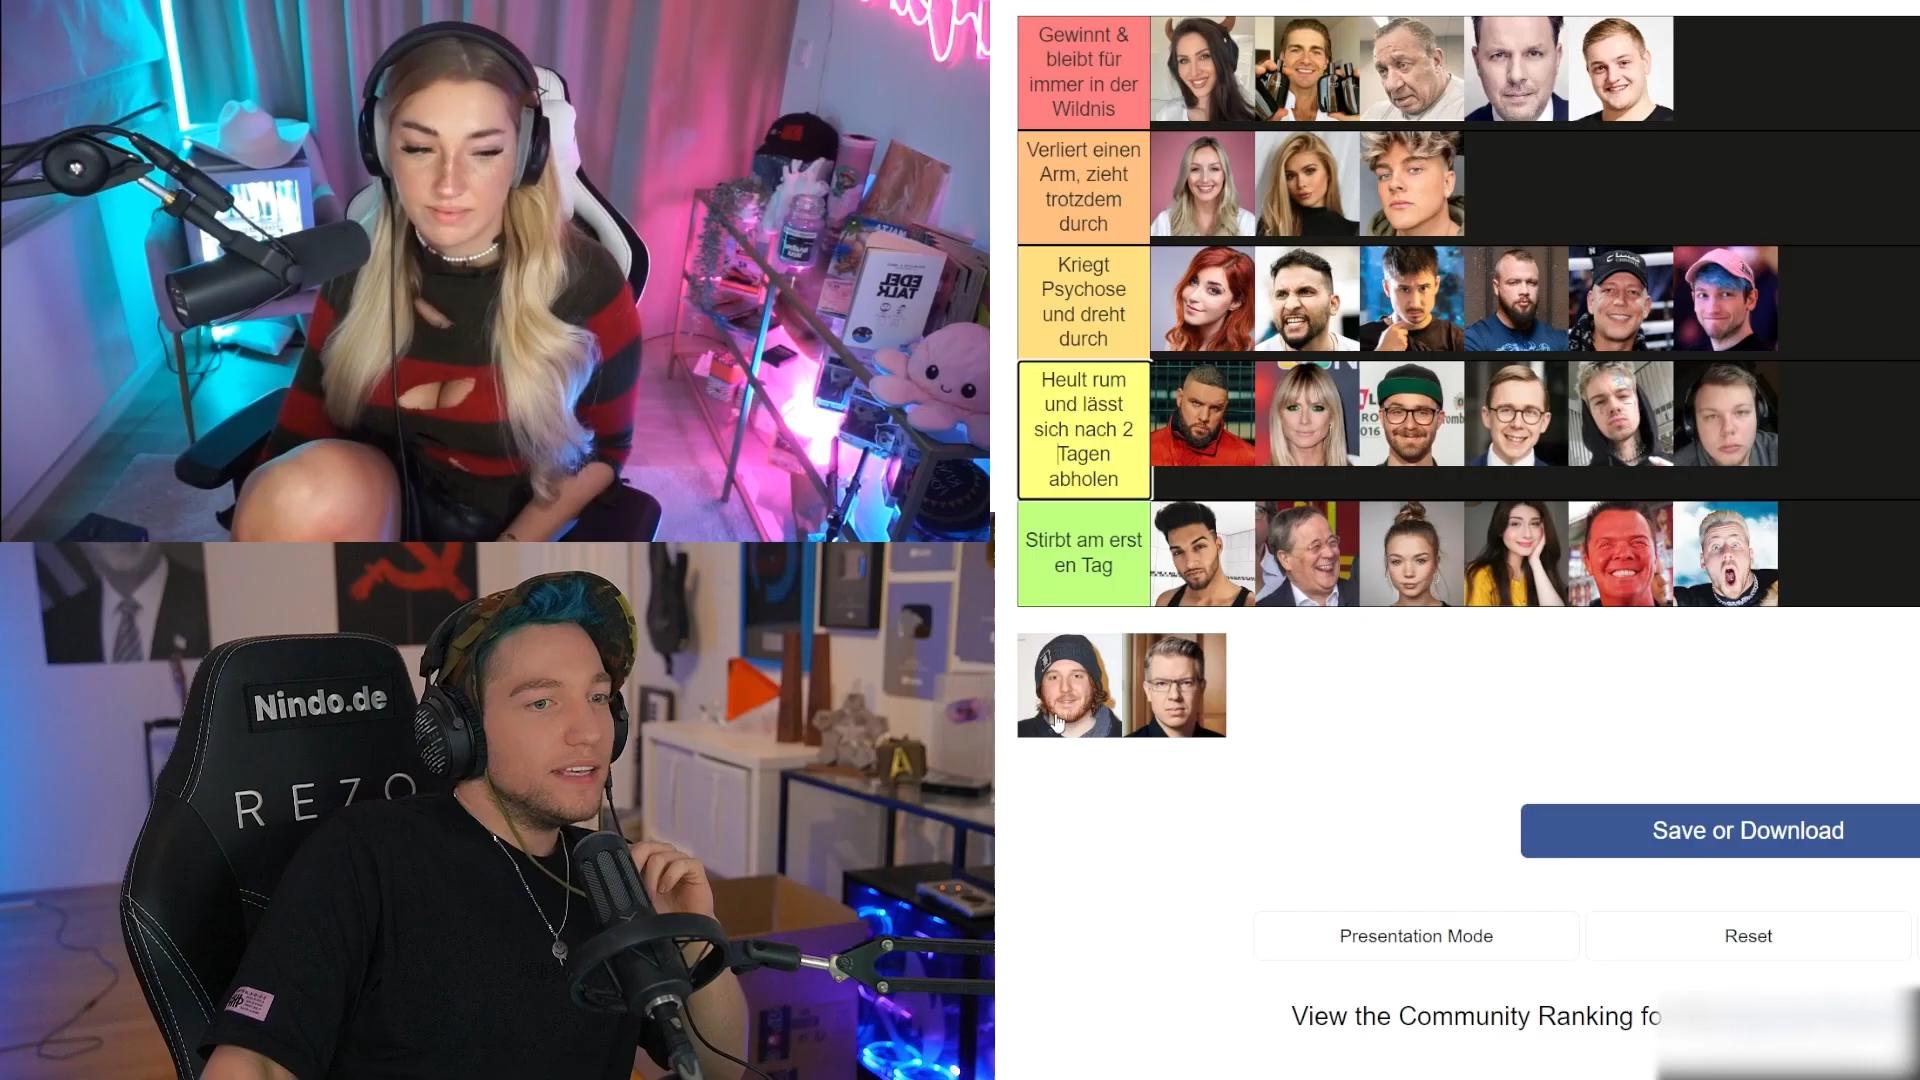 Gewinnt &
bleibt für
immer in der
Wildnis
Verliert einen
Arm, zieht
trotzdem
durch
Kriegt
Psychose
und dreht
durch
Heult rum
und lässt
sich nach 2
Tagen
abholen
Stirbt am erst
en Tag
EDEL
TALK
2016
Nindo.de
REZO
A
Save or Download
Presentation Mode
Reset
View the Community Ranking fo